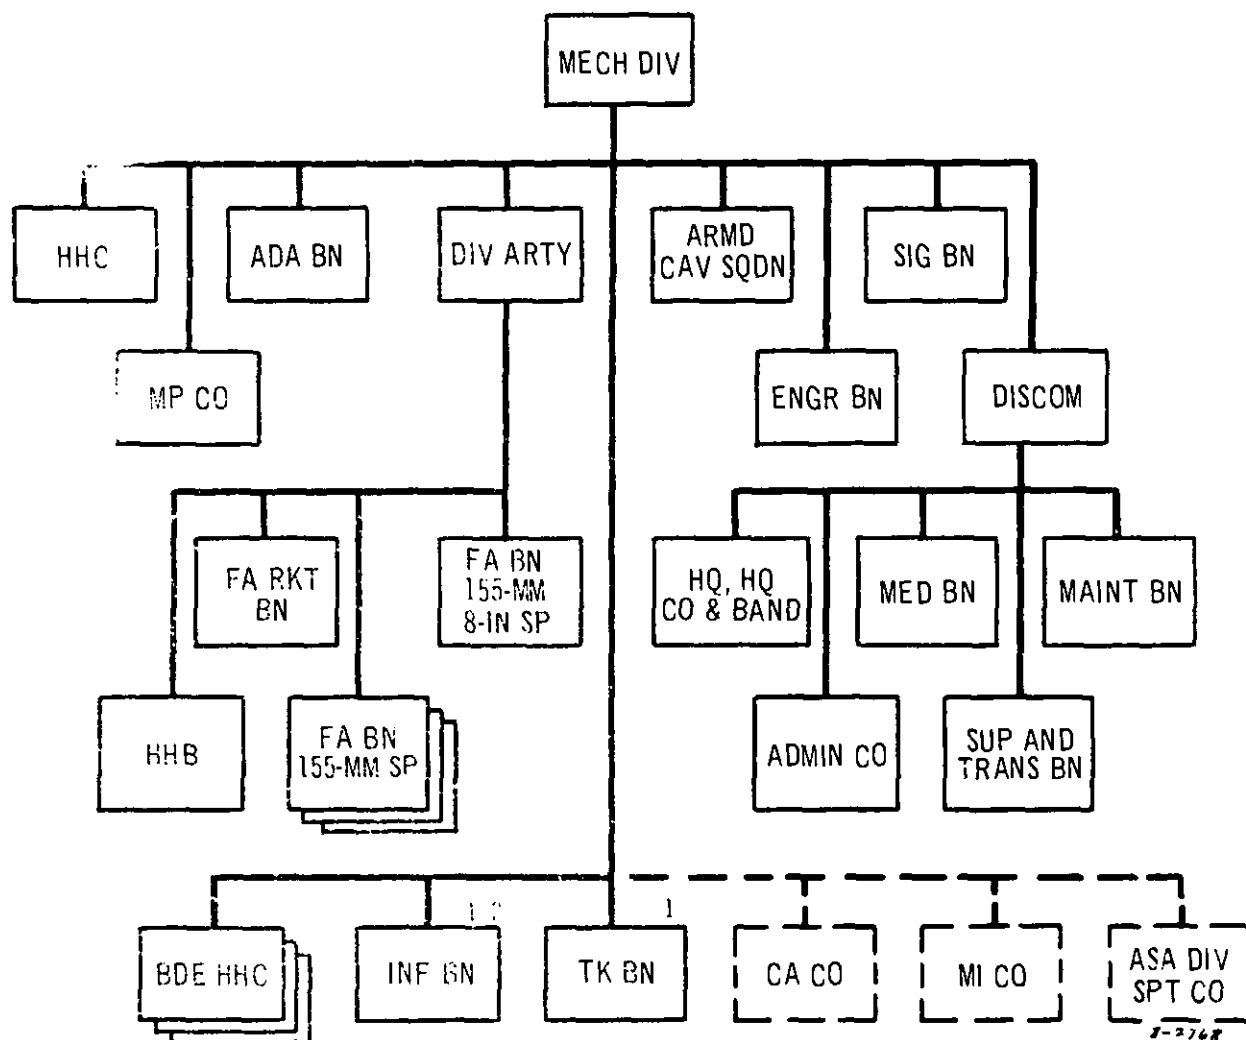 MECH DIV
HHC
ADA BN
DIV ARTY
ARMD
CAV SQDN
SIG BN
MP CO
ENGR BN
DISCOM
FA RKT
BN
FA BN
155-MM
8-IN SP
HQ, HQ
CO & BAND
MED BN
MAINT BN
HHB
FA BN
155-MM SP
ADMIN CO
SUP AND
TRANS BN
1
BDE HHC
INF BN
TK BN
CA CO
MI CO
ASA DIV
SPT CO
8-2768